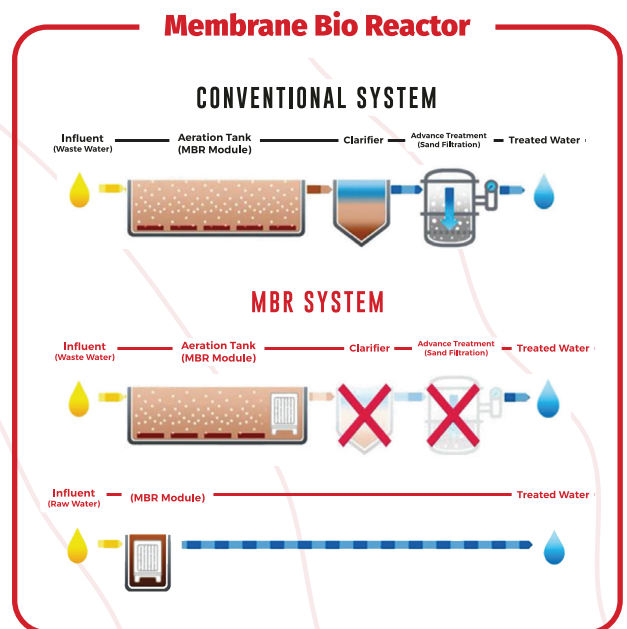 Membrane Bio Reactor
CONVENTIONAL SYSTEM
Influent
(Waste Water)
Aeration Tank
(MBR Module)
Clarifier
Advance Treatment
(Sand Filtration)
Treated Water
MBR SYSTEM
Influent
(Waste Water)
Aeration Tank
(MBR Module)
Clarifier
Advance Treatment
(Sand Filtration)
Treated Water
Influent
(Raw Water)
(MBR Module)
Treated Water